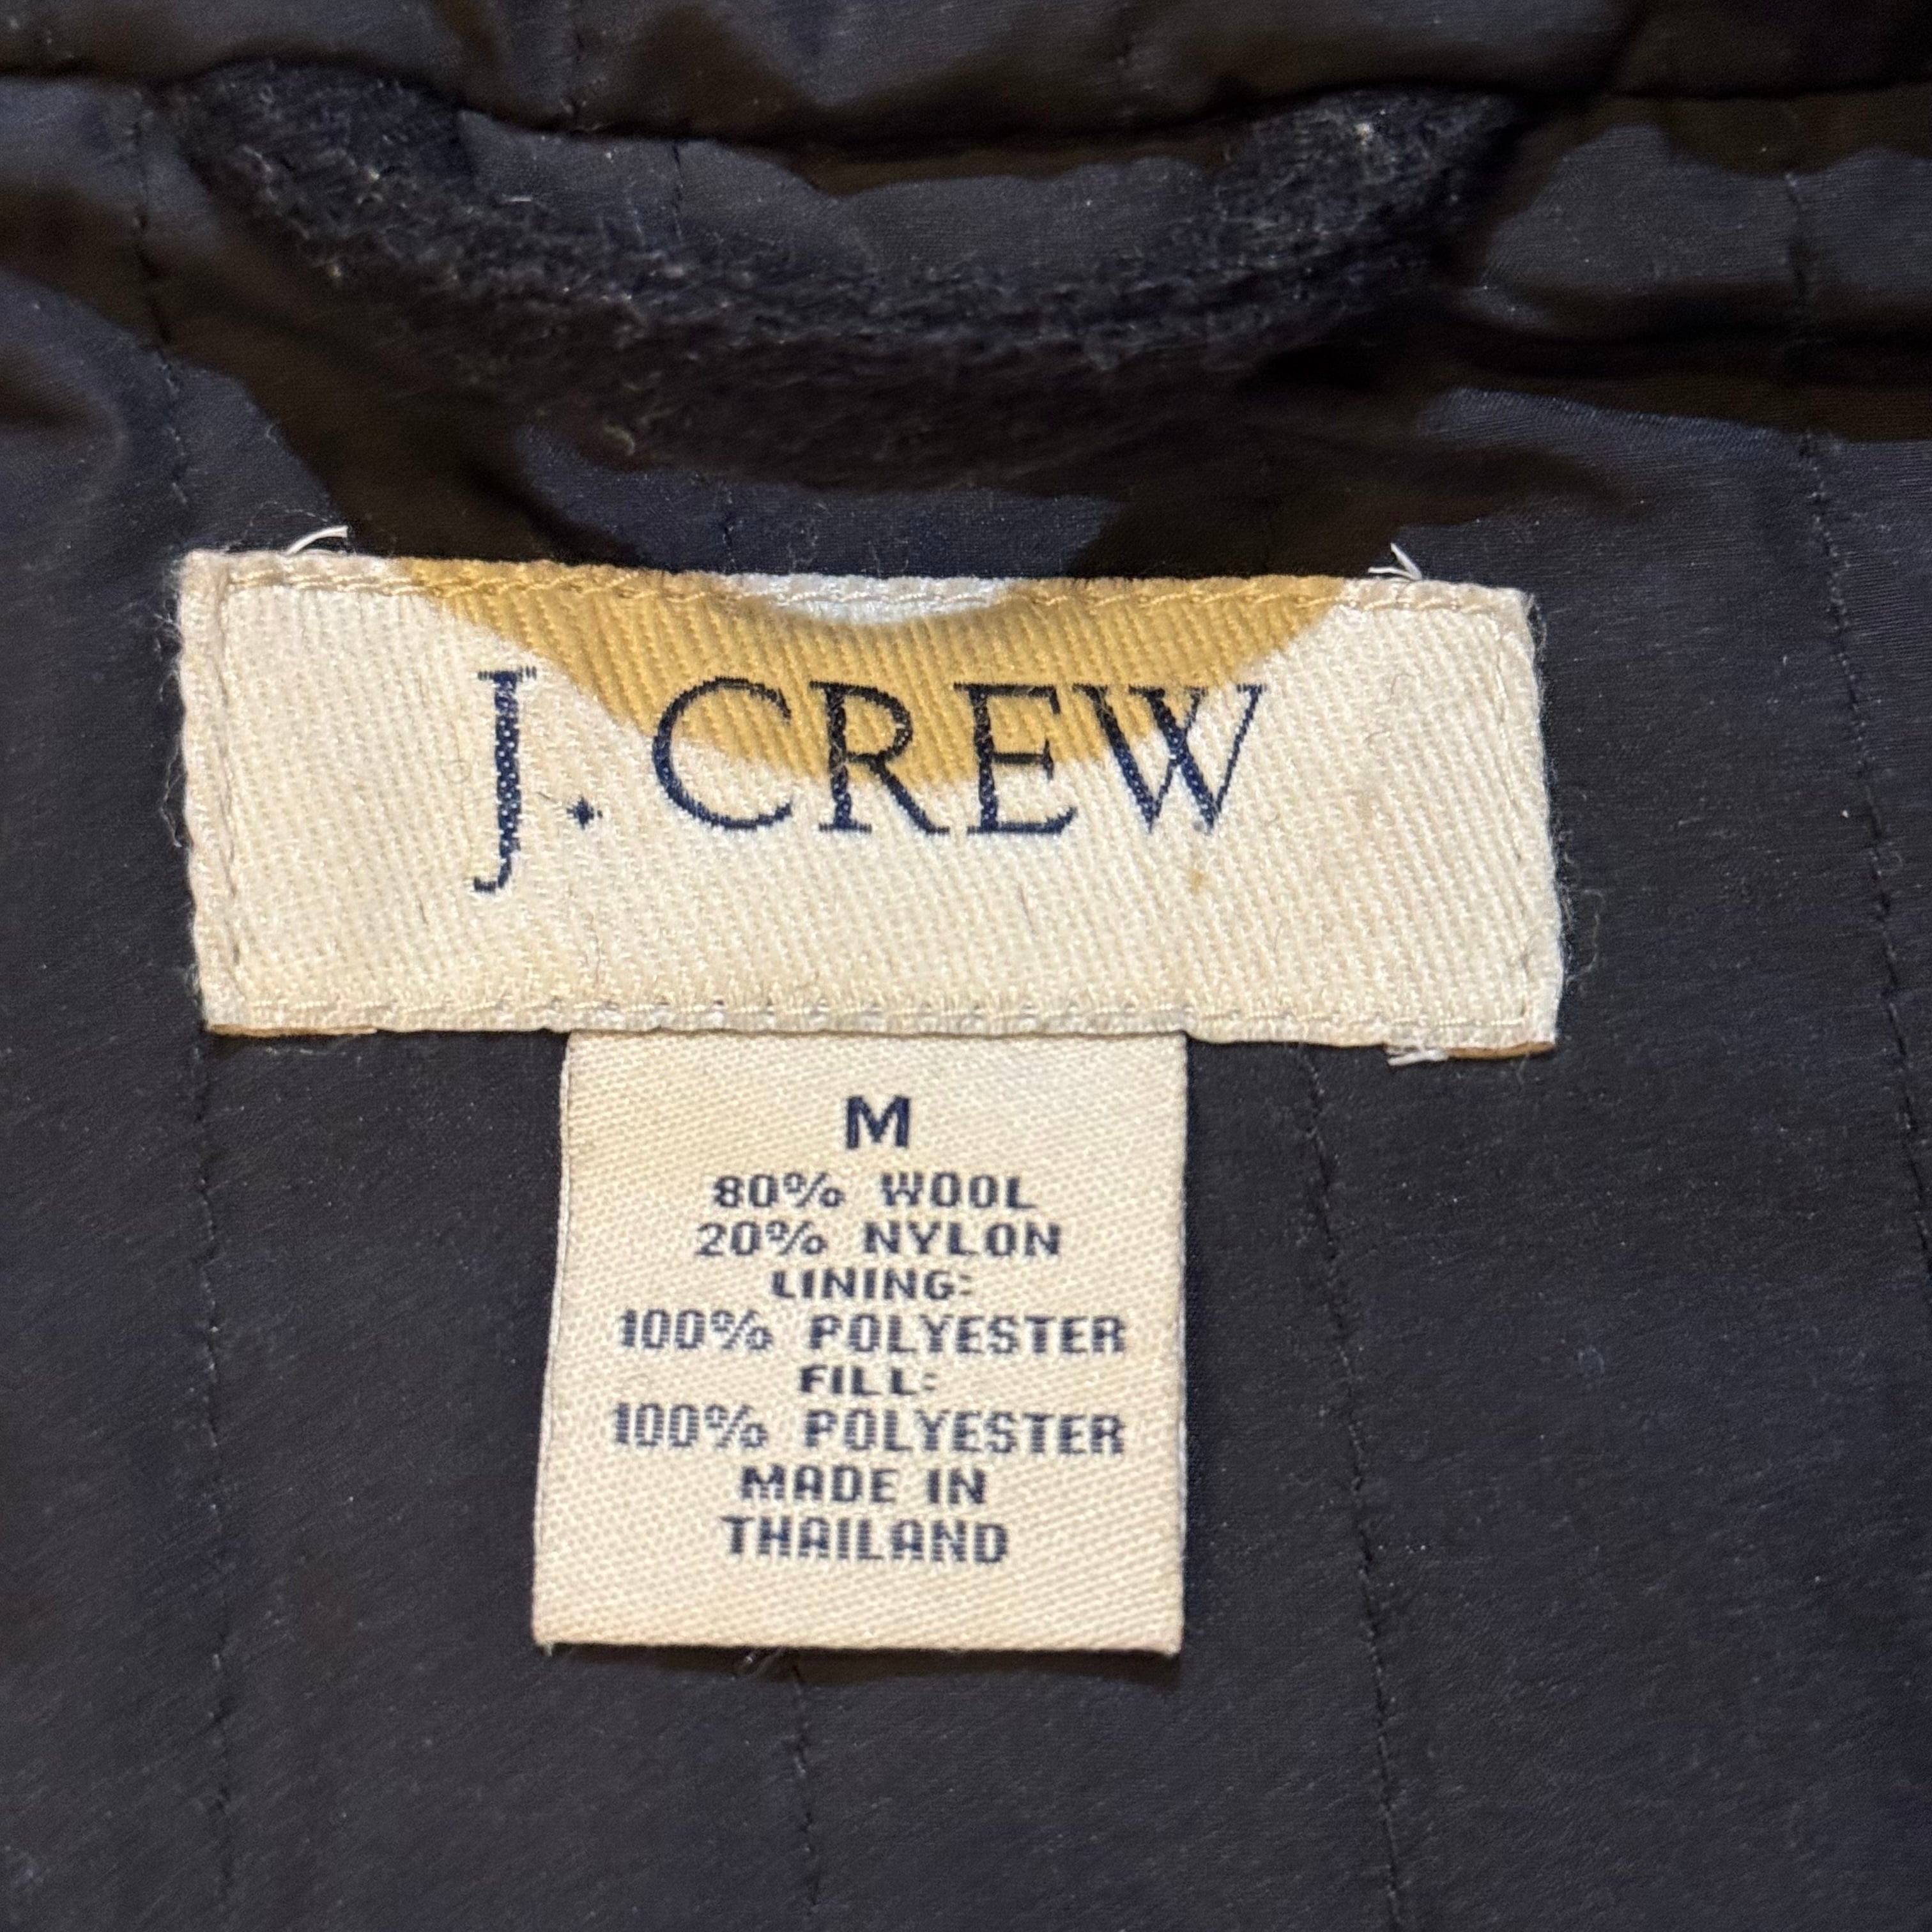 J. CREW
M
80% WOOL
20% NYLON
LINING:
100% POLYESTER
FILL:
100% POLYESTER
MADE IN
THAILAND